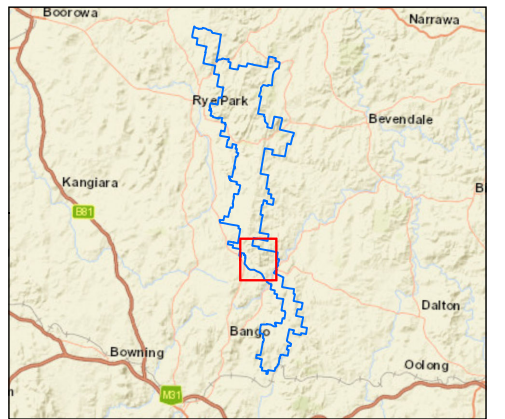 Boorowa
Narrawa
Rye Park
Bevendale
Kangiara
B
B81
Dalton
Bango
Bowning
Oolong
M31